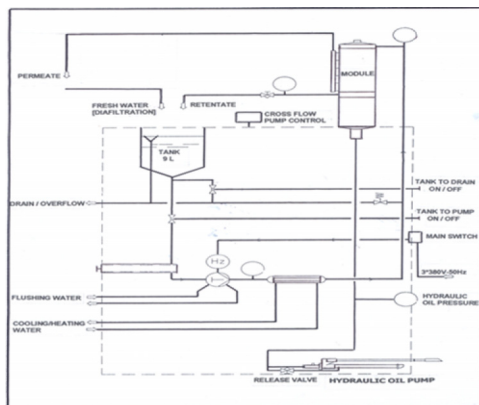 MODULE
PERMEATE
FRESH WATER
[DIAFILTRATION]
RETENTATE
CROSS FLOW
PUMP CONTROL
TANK
9 L
TANK TO DRAIN
ON / OFF
DRAIN / OVERFLOW
TANK TO PUMP
ON / OFF
MAIN SWITCH
Hz
3*380V-50Hz
FLUSHING WATER
HYDRAULIC
OIL PRESSURE
COOLING/HEATING
WATER
RELEASE VALVE
HYDRAULIC OIL PUMP